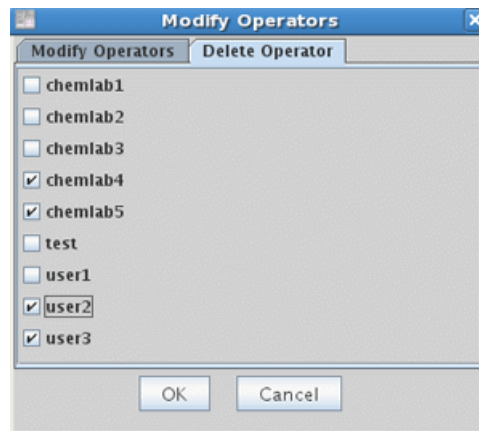 Modify Operators
Modify Operators Delete Operator
chemlab1
chemlab2
chemlab3
chemlab4
chemlab5
test
user1
user2
user3
OK Cancel